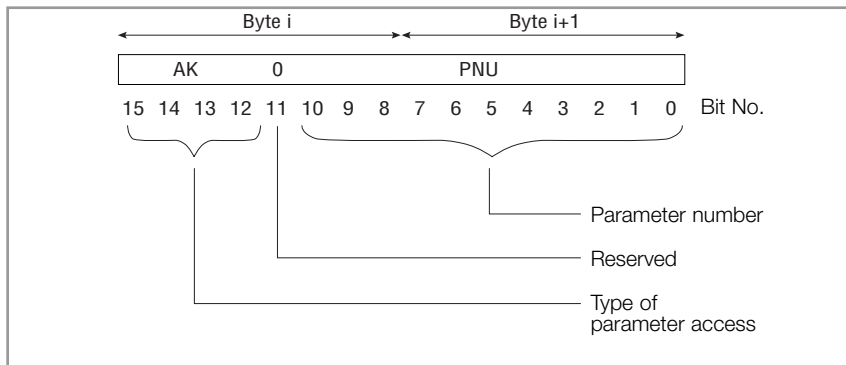 Byte i Byte i+1
AK 0 PNU
15 14 13 12 11 10 9 8 7 6 5 4 3 2 1 0 Bit No.
Parameter number
Reserved
Type of
parameter access